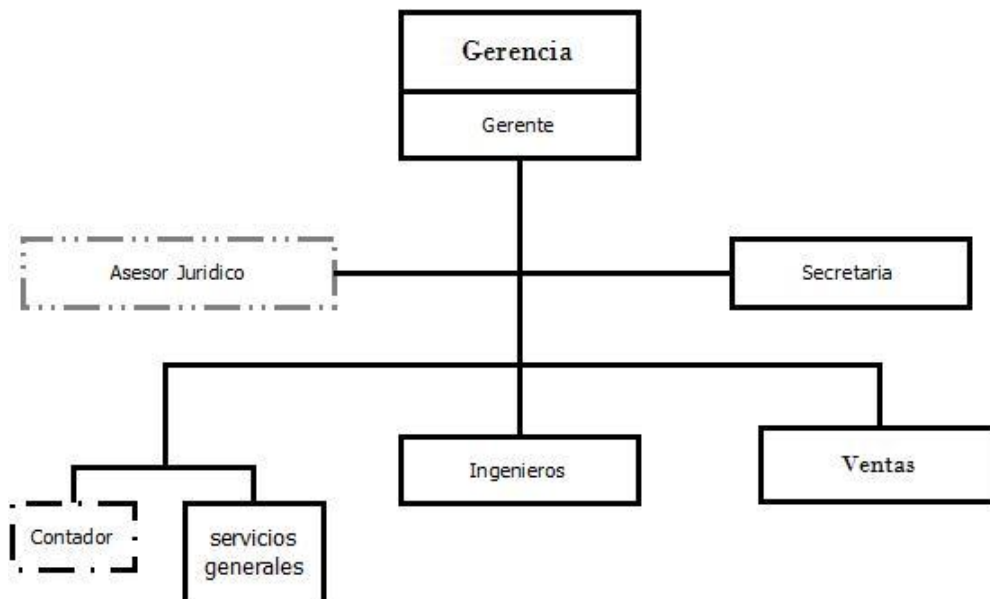 Gerencia
Gerente
Asesor Juridico
Secretaria
Ingenieros
Ventas
Contador
servicios
generales